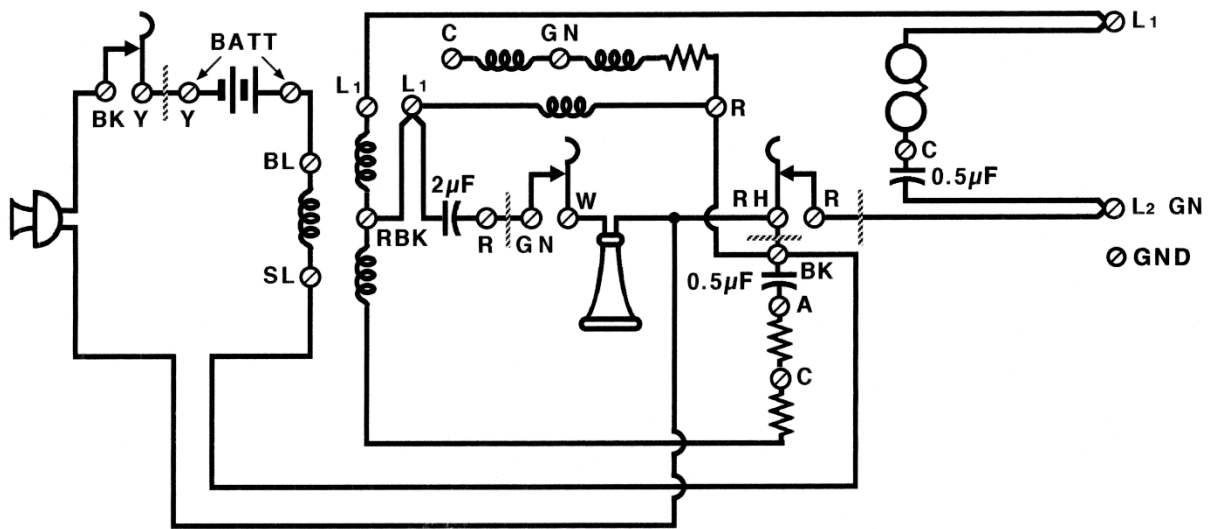 L1
C GN
BATT
L1 L1
BK Y Y
R
C
BL
2µF
0.5µF
W
RH R
L2 GN
RBK
R GN
GND
SL
0.5µF BK
A
C